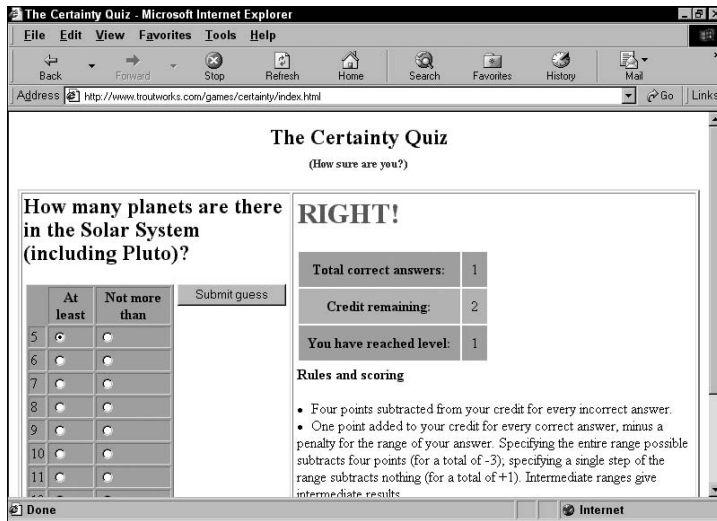 The Certainty Quiz - Microsoft Internet Explorer
File Edit View Favorites Tools Help
Back Forward Stop Refresh Home Search Favorites History Mail
Address http://www.troutworks.com/games/certainty/index.html Go Links
The Certainty Quiz
(How sure are you?)
How many planets are there
in the Solar System
(including Pluto)?
At least Not more than Submit guess
5
6
7
8
9
10
11
RIGHT!
Total correct answers: 1
Credit remaining: 2
You have reached level: 1
Rules and scoring
• Four points subtracted from your credit for every incorrect answer.
• One point added to your credit for every correct answer, minus a
penalty for the range of your answer. Specifying the entire range possible
subtracts four points (for a total of -3); specifying a single step of the
range subtracts nothing (for a total of +1). Intermediate ranges give
intermediate results
Done Internet